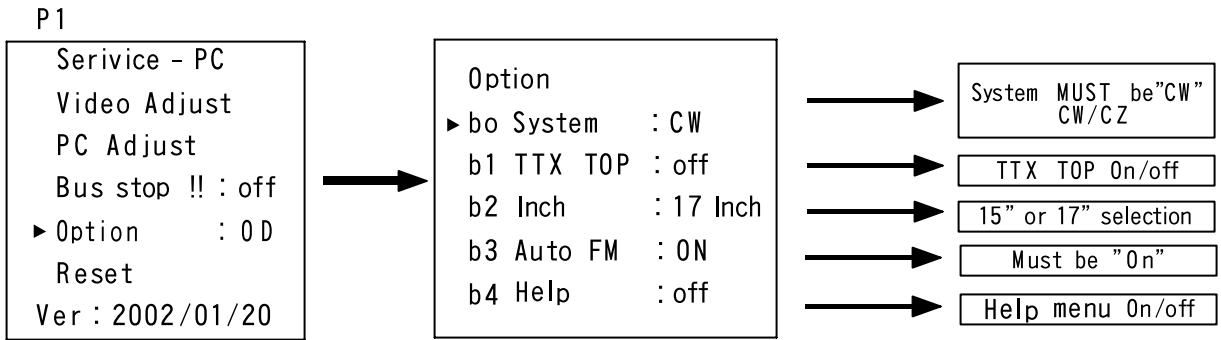 P1
Serivice – PC
Video Adjust
PC Adjust
Bus stop !! : off
▶ Option : 0D
Reset
Ver : 2002/01/20
Option
▶ bo System : CW
b1 TTX TOP : off
b2 Inch : 17 Inch
b3 Auto FM : ON
b4 Help : off
System MUST be"CW"
CW/CZ
TTX TOP On/off
15" or 17" selection
Must be "On"
Help menu On/off